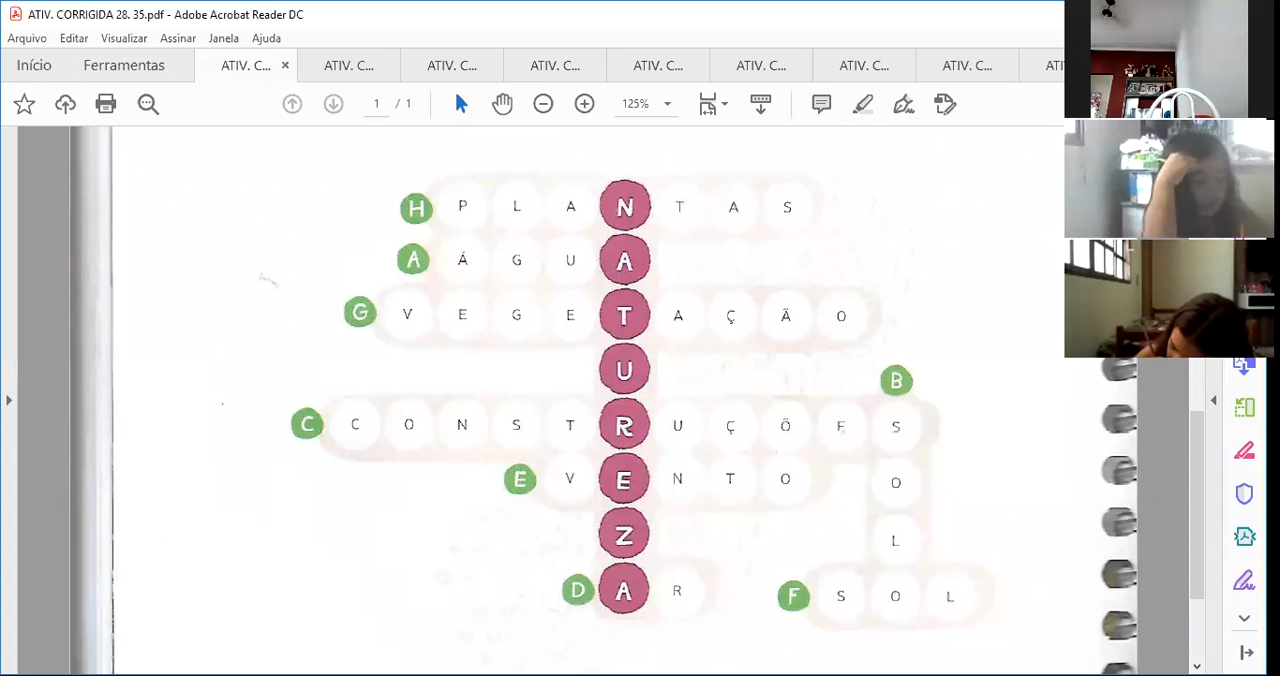 ATIV. CORRIGIDA 28. 35.pdf - Adobe Acrobat Reader DC
Arquivo Editar Visualizar Assinar Janela Ajuda
Início Ferramentas ATIV. C... × ATIV. C... ATIV. C... ATIV. C... ATIV. C... ATIV. C... ATIV. C... ATIV. C... ATI
1 / 1 125%
H P L A N T A S
A Á G U A
G V E G E T A Ç Ã O
U
B
C C O N S T R U Ç Õ E S
E V E N T O O
Z L
D A R F S O L